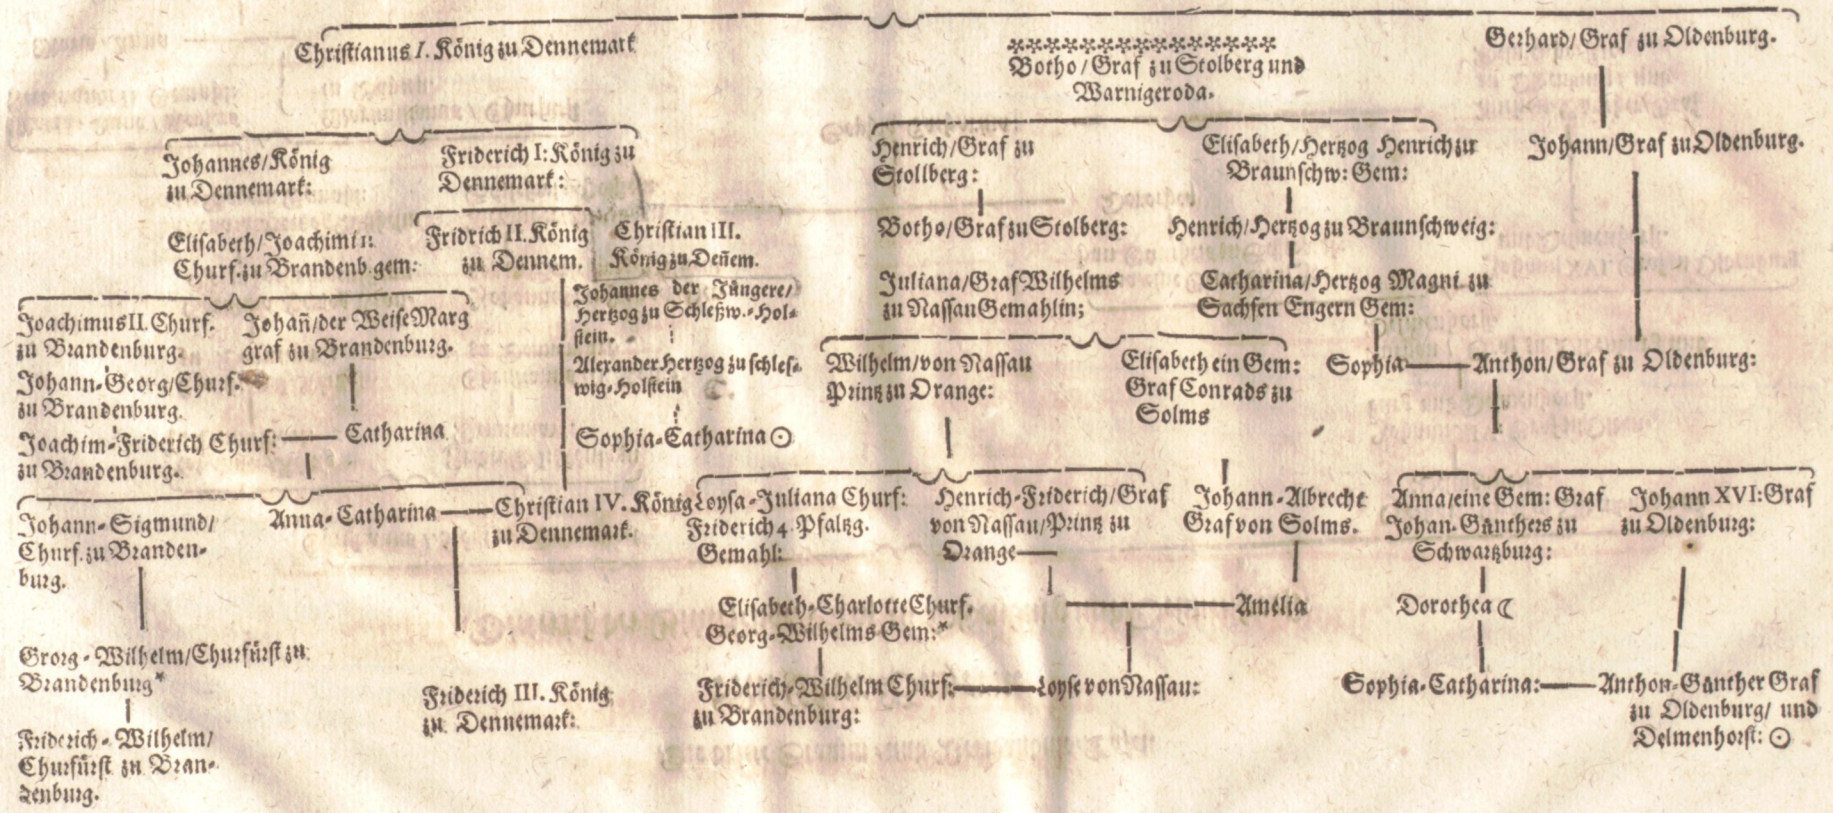 Christianus I. König zu Dennemark
Botho/Graf zu Stolberg und
Warnigeroda.
Gerhard/Graf zu Oldenburg.
Johannes/König
zu Dennemark:
Friderich I: König zu
Dennemark:
Henrich/Graf zu
Stollberg:
Elisabeth/Hertzog Henrich zu
Braunschw: Gem:
Johann/Graf zu Oldenburg.
Elisabeth/Joachimi
Churf. zu Brandenb. gem:
Fridrich II. König
zu Dennem.
Christian III.
König zu Deñem.
Botho/Graf zu Stolberg:
Henrich/Hertzog zu Braunschweig:
Joachimus II. Churf.
zu Brandenburg.
Johañ/der Weise Marg
graf zu Brandenburg.
Johannes der Jüngere/
Hertzog zu Schleßw.-Hol-
stein.
Juliana/Graf Wilhelms
zu Nassau Gemahlin;
Catharina/Hertzog Magni zu
Sachsen Engern Gem:
Johann-Georg/Churf.
zu Brandenburg.
Alexander Hertzog zu schles-
wig-Holstein
Wilhelm/von Nassau
Printz zu Orange:
Elisabeth ein Gem:
Graf Conrads zu
Solms
Sophia
Anthon/Graf zu Oldenburg:
Joachim-Friderich Churf:
zu Brandenburg.
Catharina
Sophia-Catharina ☉
Johann-Sigmund/
Churf. zu Branden-
burg.
Anna-Catharina
Christian IV. König
zu Dennemark.
Loysa-Juliana Churf:
Friderich 4. Pfaltzg.
Gemahl:
Henrich-Friderich/Graf
von Nassau/Printz zu
Orange
Johann-Albrecht
Graf von Solms.
Anna/eine Gem: Graf
Johan-Günthers zu
Schwartzburg:
Johann XVI: Graf
zu Oldenburg:
Elisabeth-Charlotte Churf.
Georg-Wilhelms Gem:*
Amelia
Dorothea ☾
Grorg-Wilhelm/Churfürst zu
Brandenburg*
Friderich III. König
zu Dennemark:
Friderich-Wilhelm Churf:
zu Brandenburg:
Loyse von Nassau:
Sophia-Catharina:
Anthon-Günther Graf
zu Oldenburg/ und
Delmenhorst: ☉
Friderich-Wilhelm/
Churfürst zu Bran-
denburg.